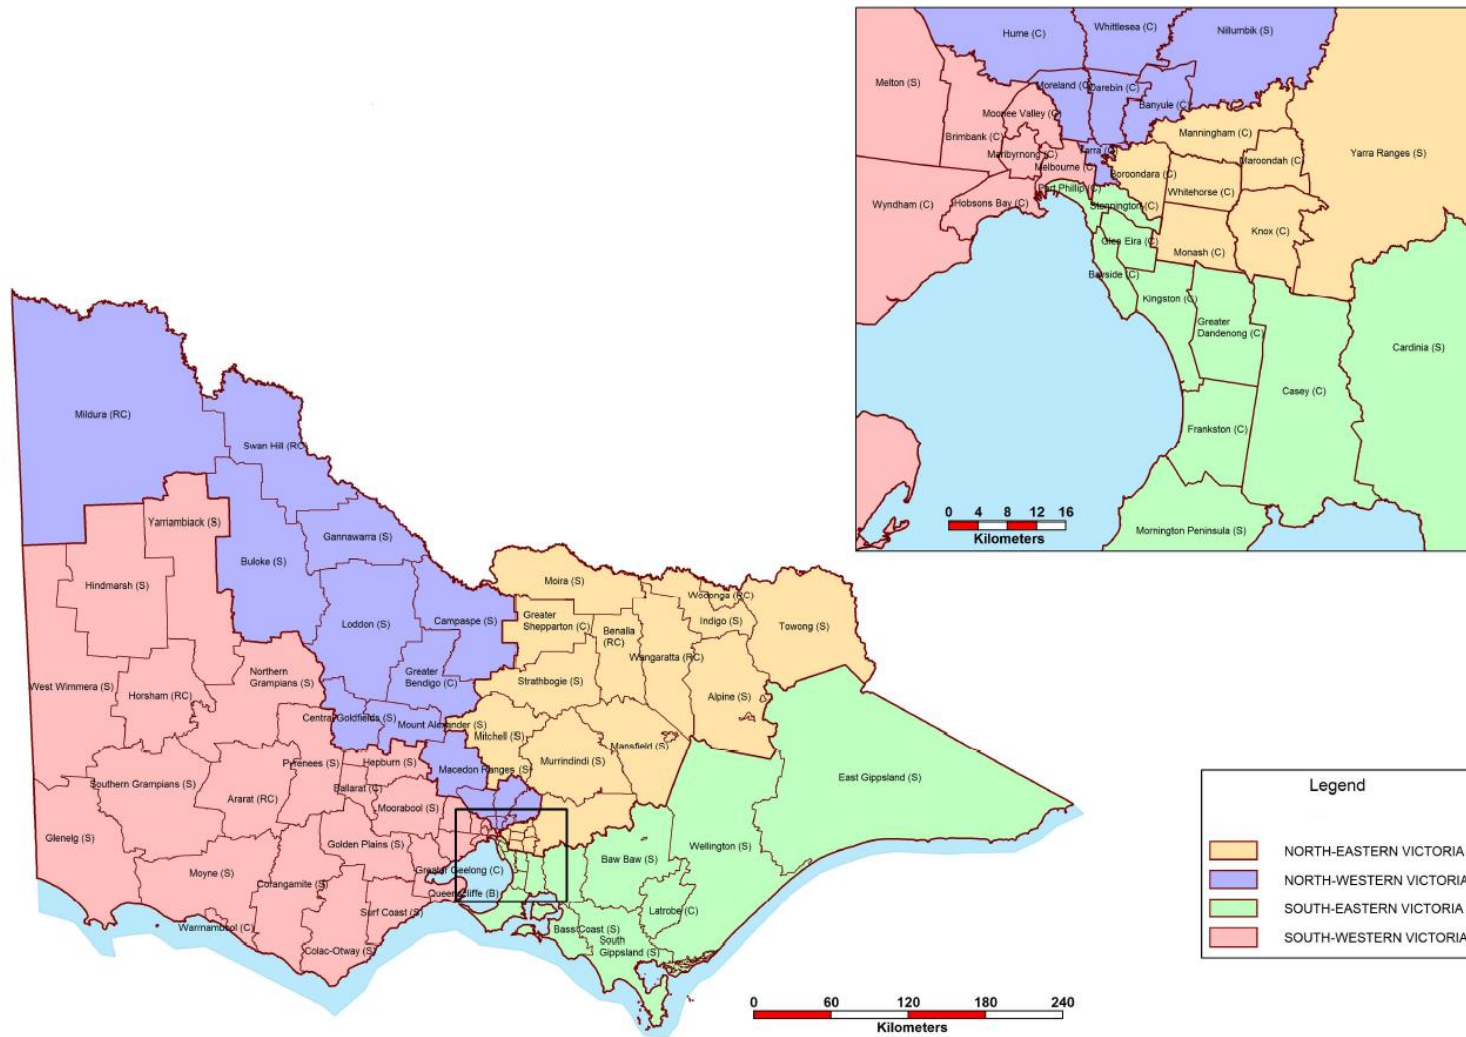 Hume (C)
Whittlesea (C)
Nillumbik (S)
Melton (S)
Moreland (C)
Darebin (C)
Banyule (C)
Moonee Valley (C)
Brimbank (C)
Manningham (C)
Maribyrnong (C)
Yarra (C)
Maroondah (C)
Yarra Ranges (S)
Melbourne (C)
Boroondara (C)
Port Phillip (C)
Whitehorse (C)
Wyndham (C)
Hobsons Bay (C)
Stonnington (C)
Knox (C)
Glen Eira (C)
Monash (C)
Bayside (C)
Kingston (C)
Greater
Dandenong (C)
Cardinia (S)
Casey (C)
Frankston (C)
0 4 8 12 16
Kilometers
Mornington Peninsula (S)
Mildura (RC)
Swan Hill (RC)
Yarriambiack (S)
Gannawarra (S)
Buloke (S)
Hindmarsh (S)
Moira (S)
Wodonga (RC)
Loddon (S)
Campaspe (S)
Greater
Shepparton (C)
Benalla
(RC)
Indigo (S)
Towong (S)
West Wimmera (S)
Horsham (RC)
Northern
Grampians (S)
Greater
Bendigo (C)
Wangaratta (RC)
Strathbogie (S)
Alpine (S)
Central Goldfields (S)
Mount Alexander (S)
Mitchell (S)
Mansfield (S)
Pyrenees (S)
Hepburn (S)
Macedon Ranges (S)
Murrindindi (S)
East Gippsland (S)
Southern Grampians (S)
Ararat (RC)
Ballarat (C)
Moorabool (S)
Glenelg (S)
Golden Plains (S)
Wellington (S)
Baw Baw (S)
Moyne (S)
Corangamite (S)
Greater Geelong (C)
Queenscliffe (B)
Surf Coast (S)
Latrobe (C)
Warrnambool (C)
Bass Coast (S)
South
Gippsland (S)
Colac-Otway (S)
0 60 120 180 240
Kilometers
Legend
NORTH-EASTERN VICTORIA
NORTH-WESTERN VICTORIA
SOUTH-EASTERN VICTORIA
SOUTH-WESTERN VICTORIA